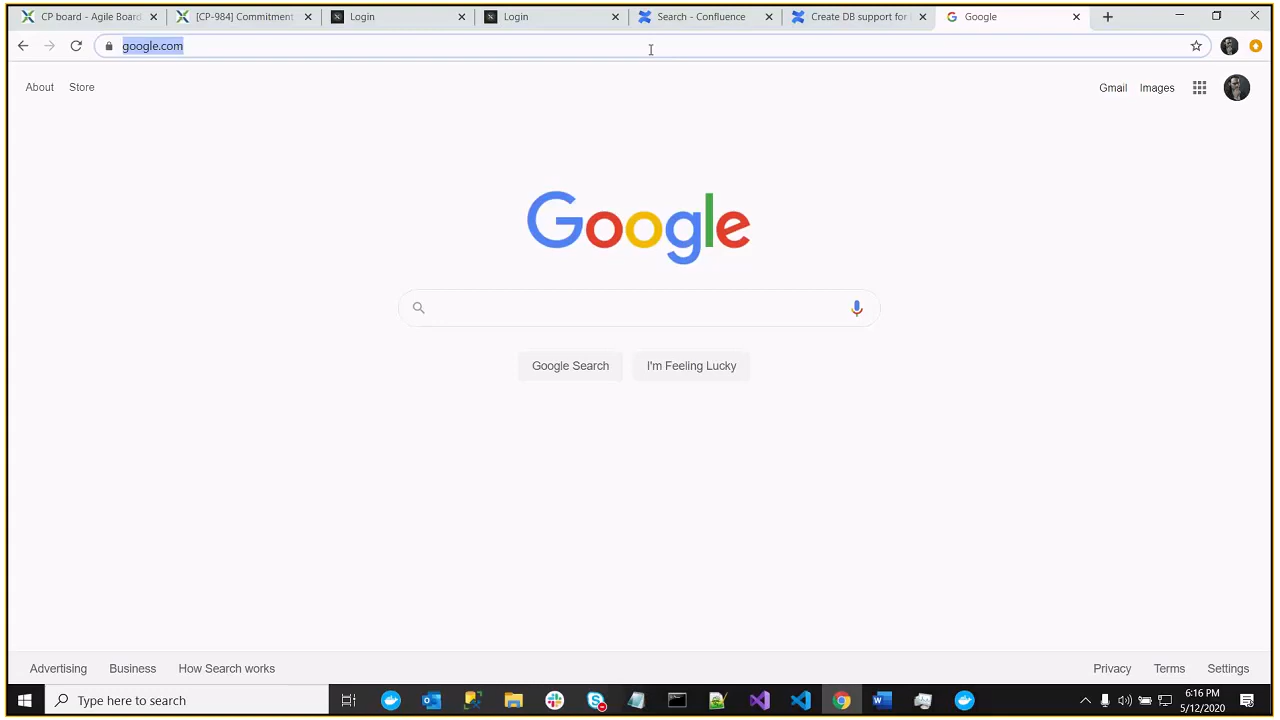 CP board - Agile Board
[CP-984] Commitment
Login
Login
Search - Confluence
Create DB support for
Google
google.com
About
Store
Gmail
Images
Google
Google Search
I'm Feeling Lucky
Advertising
Business
How Search works
Privacy
Terms
Settings
Type here to search
6:16 PM
5/12/2020